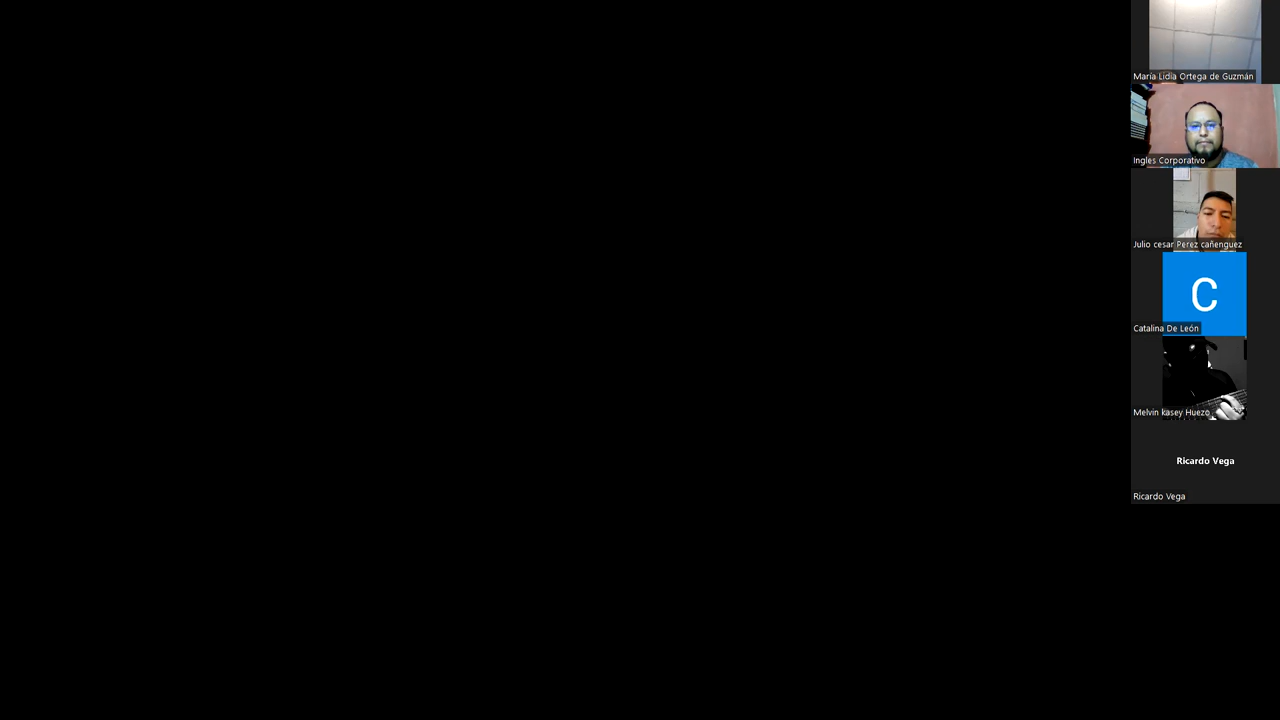 María Lidia Ortega de Guzmán
Ingles Corporativo
Julio cesar Perez cañenguez
C
Catalina De León
Melvin kasey Huezo
Ricardo Vega
Ricardo Vega